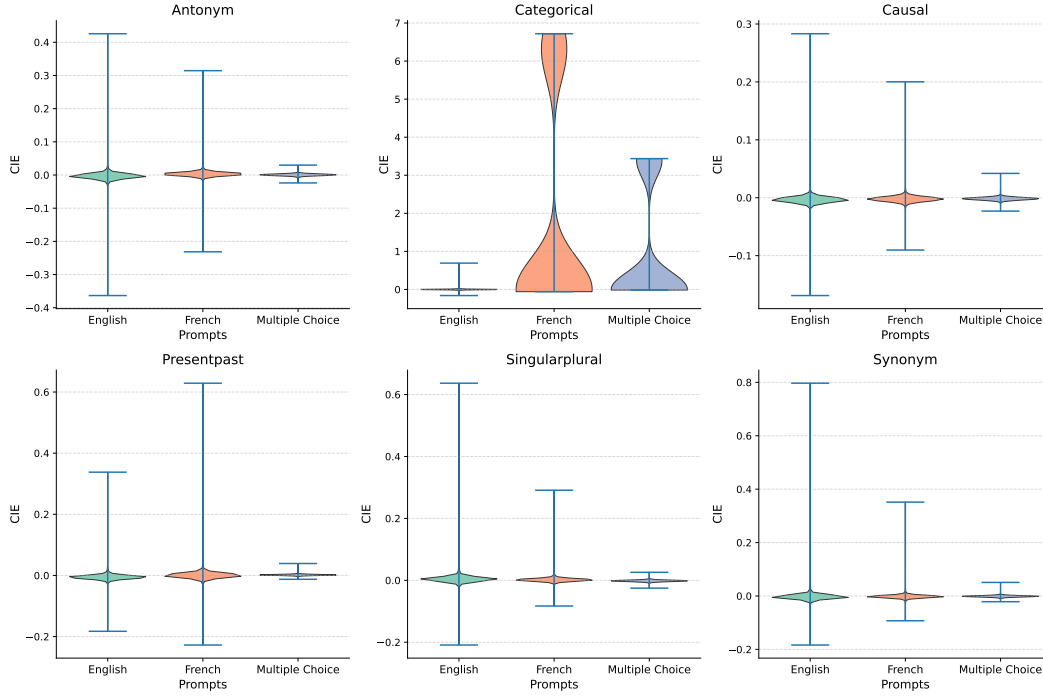 Antonym
CIE
0.4
0.3
0.2
0.1
0.0
−0.1
−0.2
−0.3
−0.4
English
French
Multiple Choice
Prompts
Categorical
CIE
7
6
5
4
3
2
1
0
English
French
Multiple Choice
Prompts
Causal
CIE
0.3
0.2
0.1
0.0
−0.1
English
French
Multiple Choice
Prompts
Presentpast
CIE
0.6
0.4
0.2
0.0
−0.2
English
French
Multiple Choice
Prompts
Singularplural
CIE
0.6
0.4
0.2
0.0
−0.2
English
French
Multiple Choice
Prompts
Synonym
CIE
0.8
0.6
0.4
0.2
0.0
−0.2
English
French
Multiple Choice
Prompts